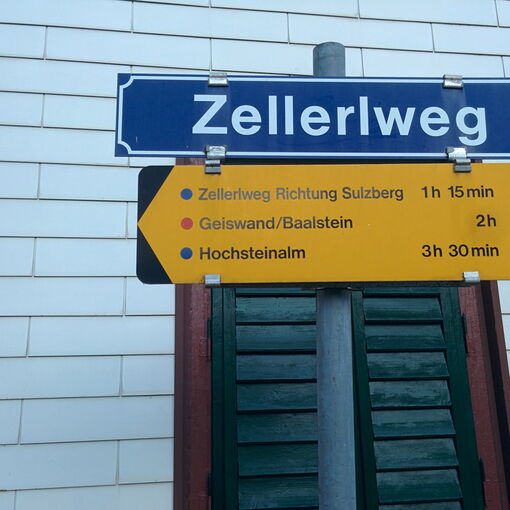 Zellerlweg
Zellerlweg Richtung Sulzberg 1h 15min
Geiswand/Baalstein 2h
Hochsteinalm 3h 30min